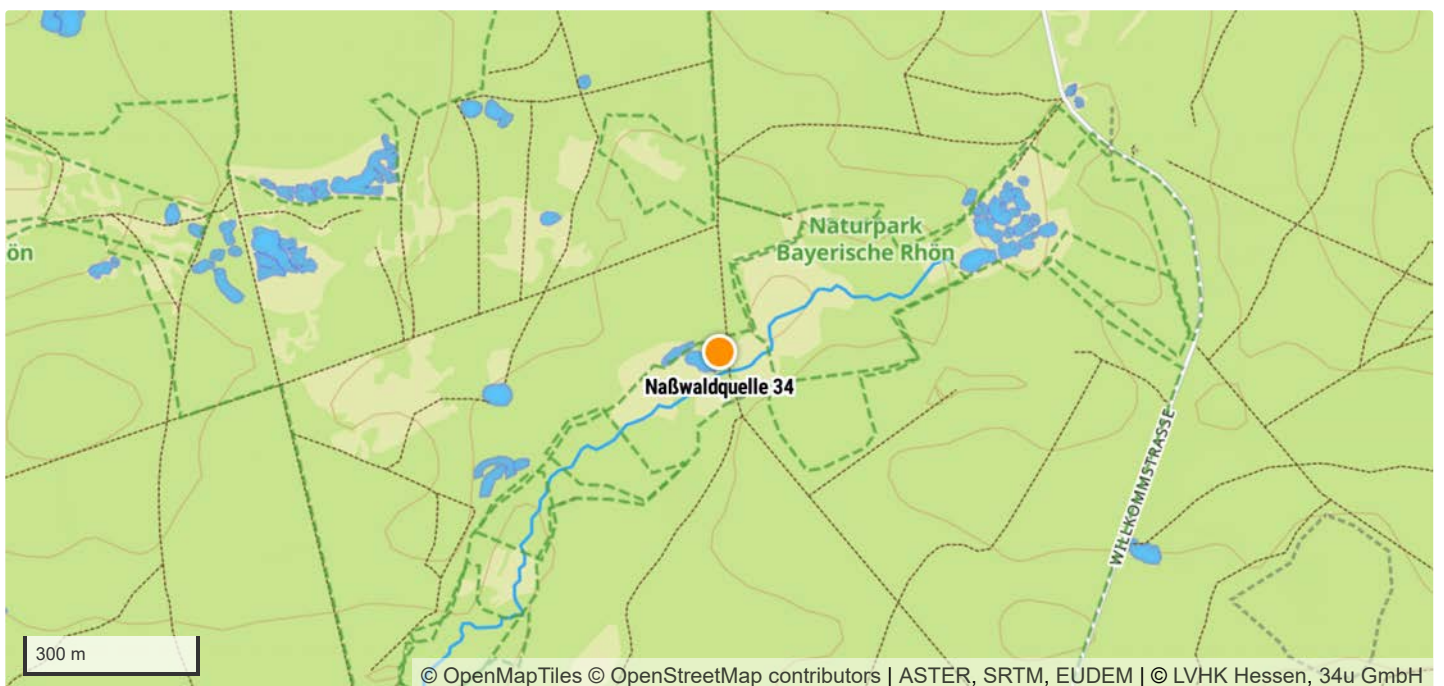 Naturpark
Bayerische Rhön
ön
Naßwaldquelle 34
WILLKOMMSTRASSE
300 m
© OpenMapTiles © OpenStreetMap contributors | ASTER, SRTM, EUDEM | © LVHK Hessen, 34u GmbH